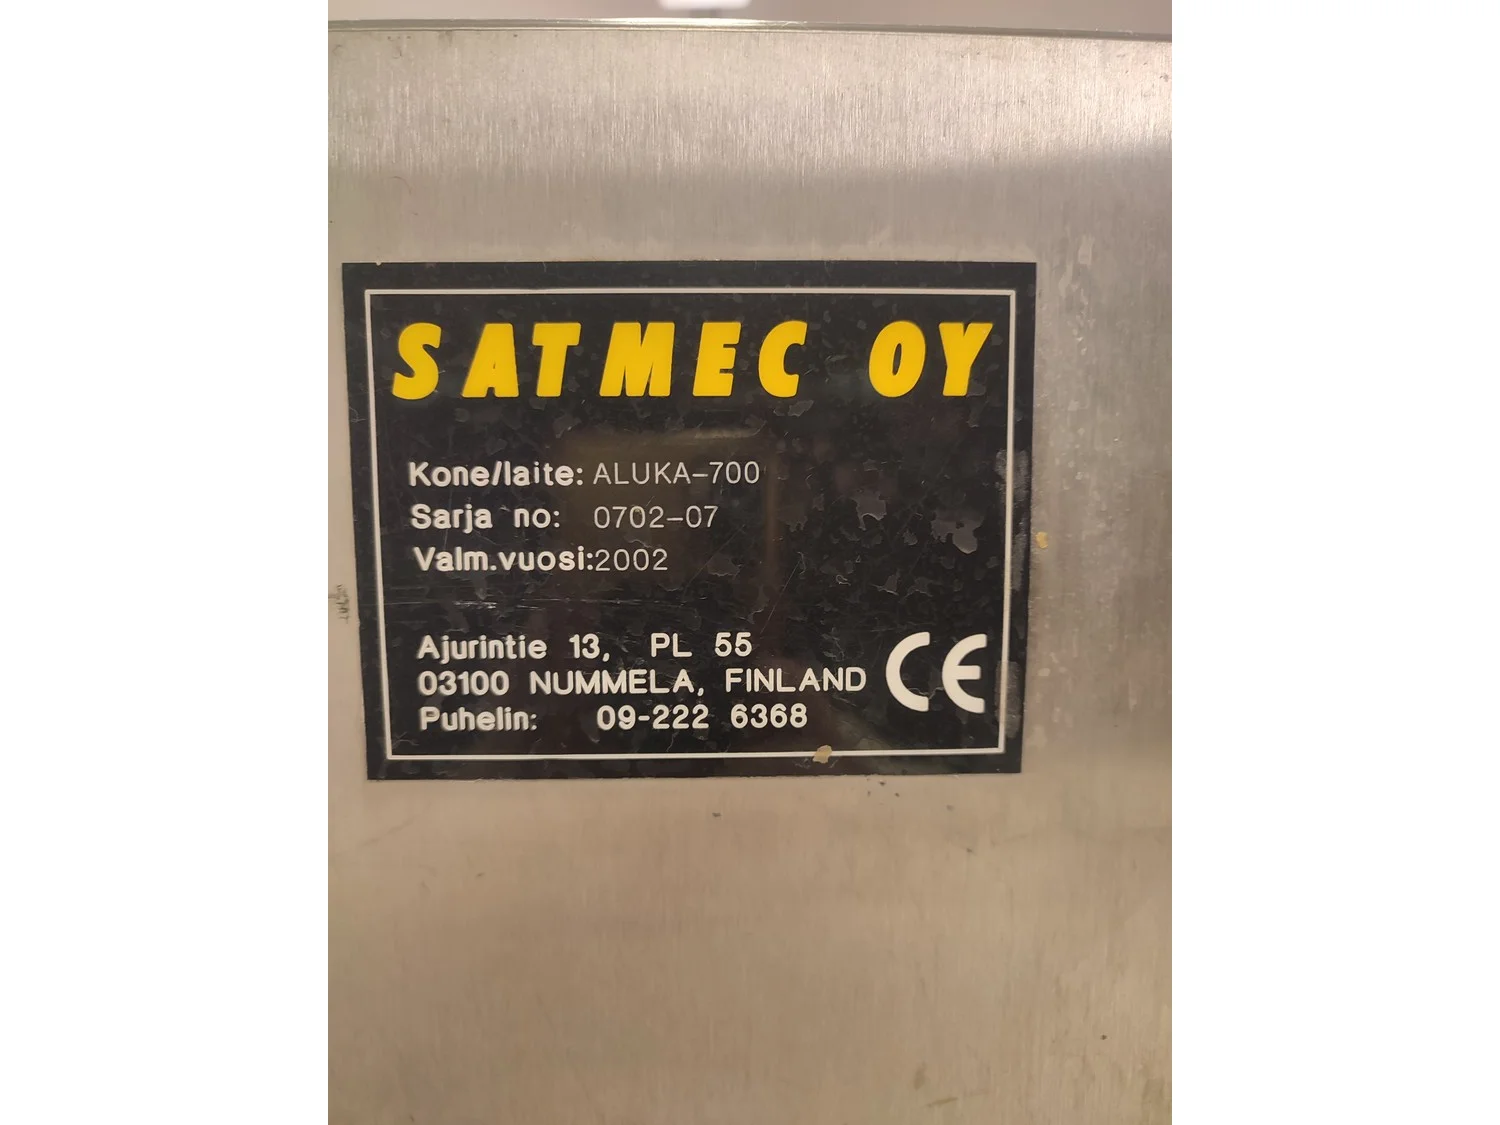 SATMEC OY
Kone/laite: ALUKA-700
Sarja no: 0702-07
Valm.vuosi:2002
Ajurintie 13, PL 55
03100 NUMMELA, FINLAND
Puhelin: 09-222 6368
CE